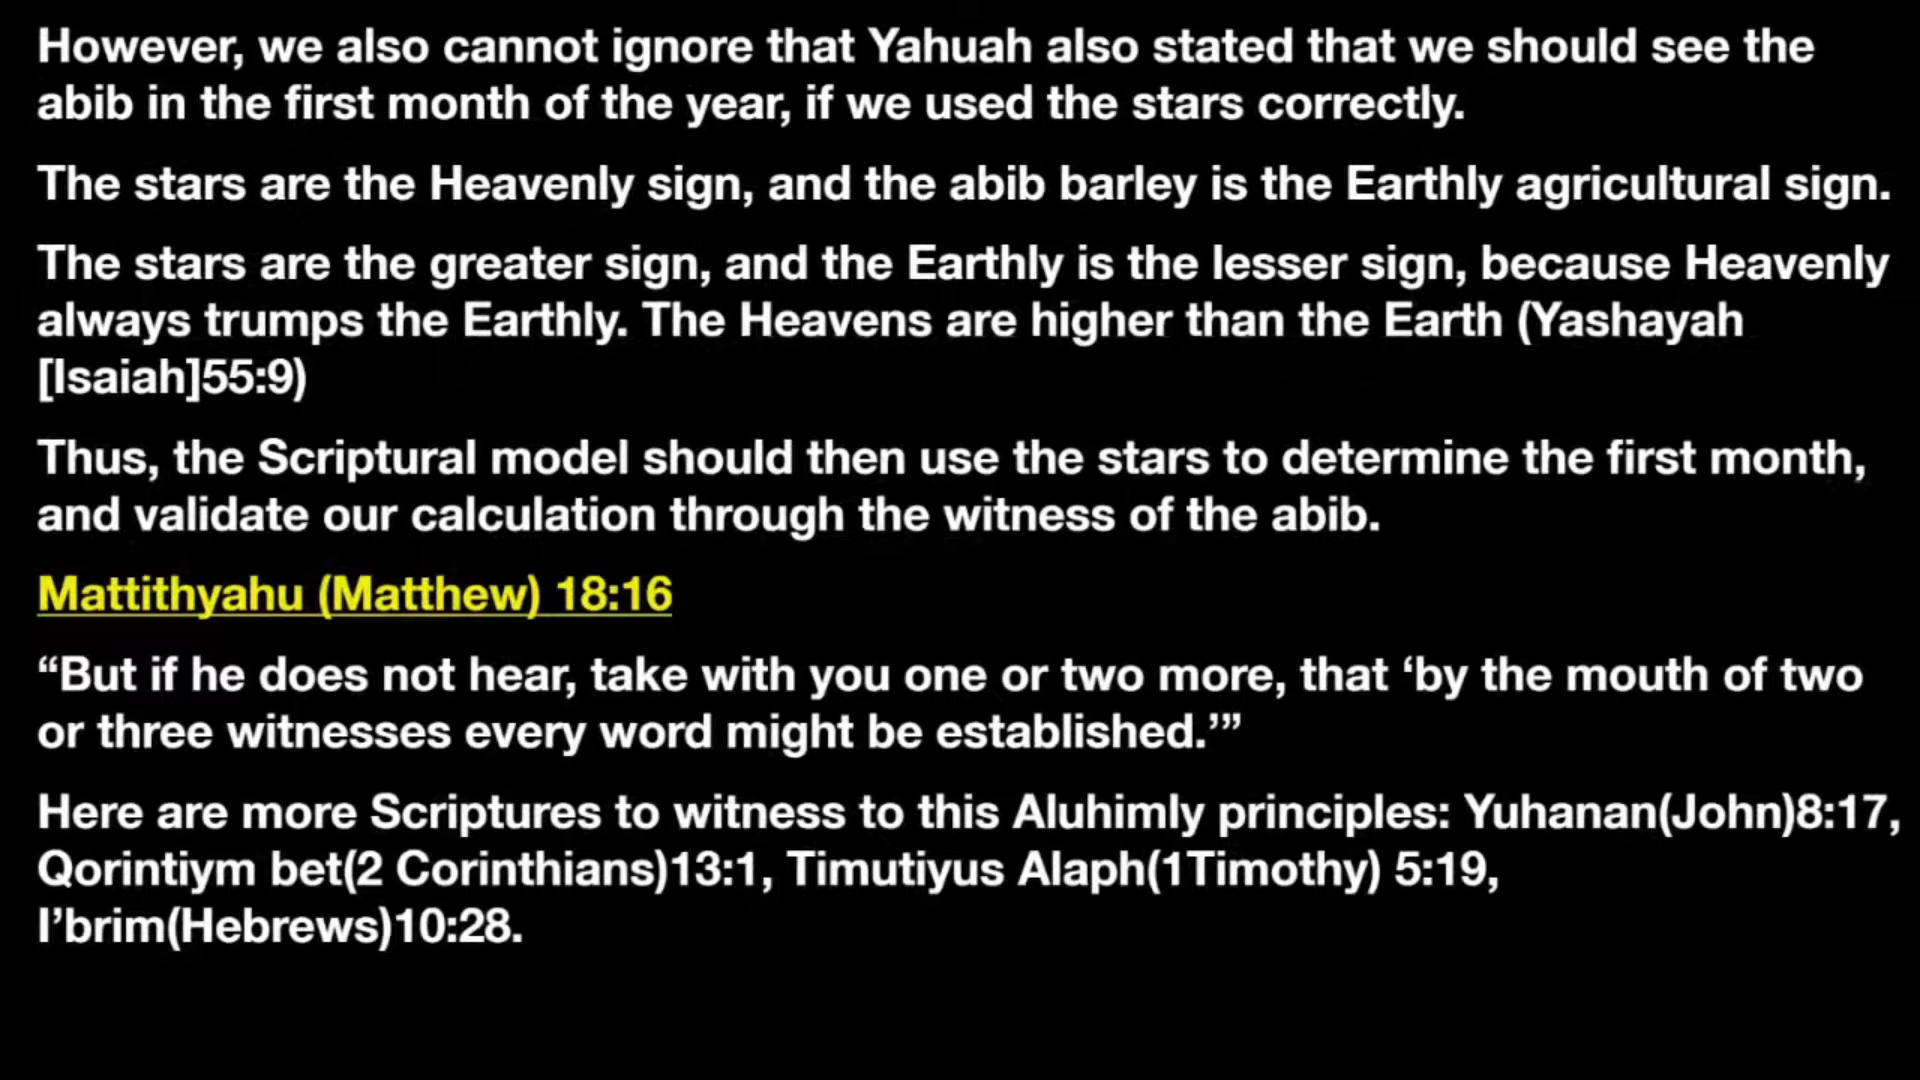 However, we also cannot ignore that Yahuah also stated that we should see the
abib in the first month of the year, if we used the stars correctly.
The stars are the Heavenly sign, and the abib barley is the Earthly agricultural sign.
The stars are the greater sign, and the Earthly is the lesser sign, because Heavenly
always trumps the Earthly. The Heavens are higher than the Earth (Yashayah
[Isaiah]55:9)
Thus, the Scriptural model should then use the stars to determine the first month,
and validate our calculation through the witness of the abib.
Mattithyahu (Matthew) 18:16
“But if he does not hear, take with you one or two more, that ‘by the mouth of two
or three witnesses every word might be established.’”
Here are more Scriptures to witness to this Aluhimly principles: Yuhanan(John)8:17,
Qorintiym bet(2 Corinthians)13:1, Timutiyus Alaph(1Timothy) 5:19,
I’brim(Hebrews)10:28.